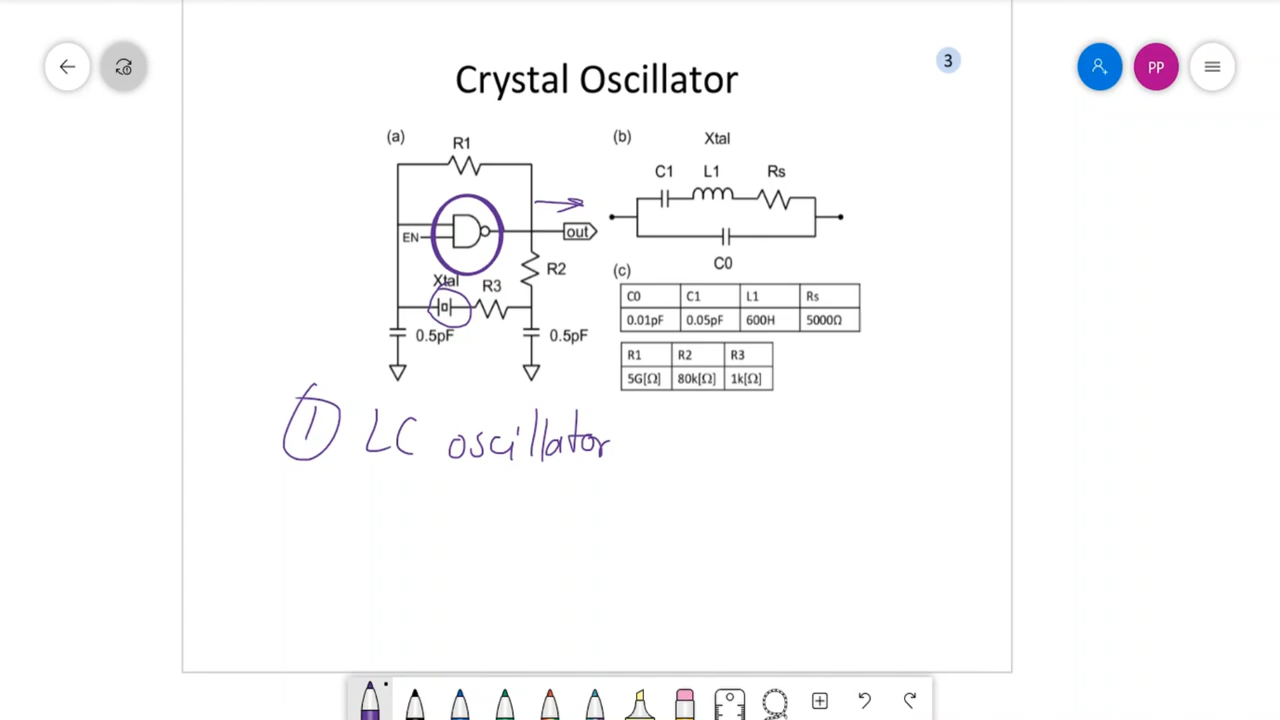 3
Crystal Oscillator
(a)
R1
EN
out
R2
Xtal
R3
0.5pF
0.5pF
(b)
Xtal
C1 L1 Rs
C0
(c)
C0 C1 L1 Rs
0.01pF 0.05pF 600H 5000Ω
R1 R2 R3
5G[Ω] 80k[Ω] 1k[Ω]
① LC oscillator
PP